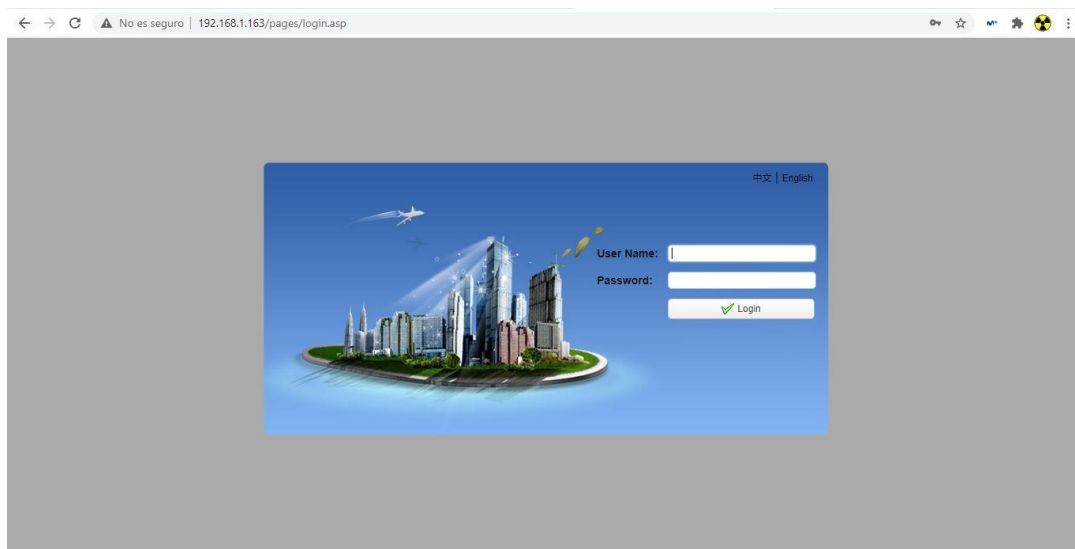 No es seguro | 192.168.1.163/pages/login.asp
中文 | English
User Name:
Password:
Login